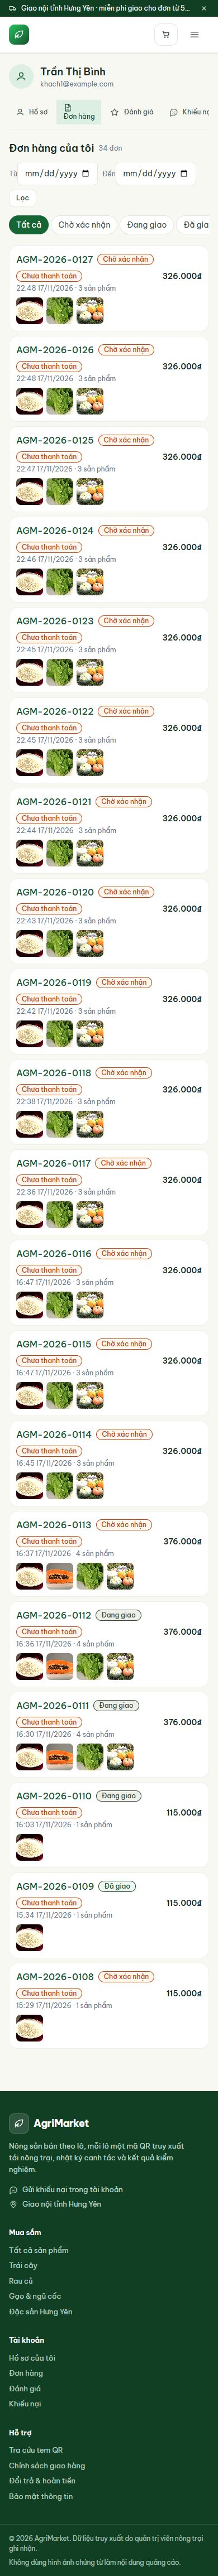 Giao nội tỉnh Hưng Yên · miễn phí giao cho đơn từ 5...
Trần Thị Bình
khach1@example.com
Hồ sơ
Đơn hàng
Đánh giá
Khiếu nạ
Đơn hàng của tôi 34 đơn
Từ mm/dd/yyyy Đến mm/dd/yyyy
Lọc
Tất cả Chờ xác nhận Đang giao Đã gia
AGM-2026-0127 Chờ xác nhận
Chưa thanh toán 326.000₫
22:48 17/11/2026 · 3 sản phẩm
AGM-2026-0126 Chờ xác nhận
Chưa thanh toán 326.000₫
22:48 17/11/2026 · 3 sản phẩm
AGM-2026-0125 Chờ xác nhận
Chưa thanh toán 326.000₫
22:47 17/11/2026 · 3 sản phẩm
AGM-2026-0124 Chờ xác nhận
Chưa thanh toán 326.000₫
22:46 17/11/2026 · 3 sản phẩm
AGM-2026-0123 Chờ xác nhận
Chưa thanh toán 326.000₫
22:45 17/11/2026 · 3 sản phẩm
AGM-2026-0122 Chờ xác nhận
Chưa thanh toán 326.000₫
22:45 17/11/2026 · 3 sản phẩm
AGM-2026-0121 Chờ xác nhận
Chưa thanh toán 326.000₫
22:44 17/11/2026 · 3 sản phẩm
AGM-2026-0120 Chờ xác nhận
Chưa thanh toán 326.000₫
22:43 17/11/2026 · 3 sản phẩm
AGM-2026-0119 Chờ xác nhận
Chưa thanh toán 326.000₫
22:42 17/11/2026 · 3 sản phẩm
AGM-2026-0118 Chờ xác nhận
Chưa thanh toán 326.000₫
22:38 17/11/2026 · 3 sản phẩm
AGM-2026-0117 Chờ xác nhận
Chưa thanh toán 326.000₫
22:36 17/11/2026 · 3 sản phẩm
AGM-2026-0116 Chờ xác nhận
Chưa thanh toán 326.000₫
16:47 17/11/2026 · 3 sản phẩm
AGM-2026-0115 Chờ xác nhận
Chưa thanh toán 326.000₫
16:47 17/11/2026 · 3 sản phẩm
AGM-2026-0114 Chờ xác nhận
Chưa thanh toán 326.000₫
16:45 17/11/2026 · 3 sản phẩm
AGM-2026-0113 Chờ xác nhận
Chưa thanh toán 376.000₫
16:37 17/11/2026 · 4 sản phẩm
AGM-2026-0112 Đang giao
Chưa thanh toán 376.000₫
16:36 17/11/2026 · 4 sản phẩm
AGM-2026-0111 Đang giao
Chưa thanh toán 376.000₫
16:30 17/11/2026 · 4 sản phẩm
AGM-2026-0110 Đang giao
Chưa thanh toán 115.000₫
16:03 17/11/2026 · 1 sản phẩm
AGM-2026-0109 Đã giao
Chưa thanh toán 115.000₫
15:34 17/11/2026 · 1 sản phẩm
AGM-2026-0108 Chờ xác nhận
Chưa thanh toán 115.000₫
15:29 17/11/2026 · 1 sản phẩm
AgriMarket
Nông sản bán theo lô, mỗi lô một mã QR truy xuất
tới nông trại, nhật ký canh tác và kết quả kiểm
nghiệm.
Gửi khiếu nại trong tài khoản
Giao nội tỉnh Hưng Yên
Mua sắm
Tất cả sản phẩm
Trái cây
Rau củ
Gạo & ngũ cốc
Đặc sản Hưng Yên
Tài khoản
Hồ sơ của tôi
Đơn hàng
Đánh giá
Khiếu nại
Hỗ trợ
Tra cứu tem QR
Chính sách giao hàng
Đổi trả & hoàn tiền
Bảo mật thông tin
© 2026 AgriMarket. Dữ liệu truy xuất do quản trị viên nông trại
ghi nhận.
Không dùng hình ảnh chứng từ làm nội dung quảng cáo.